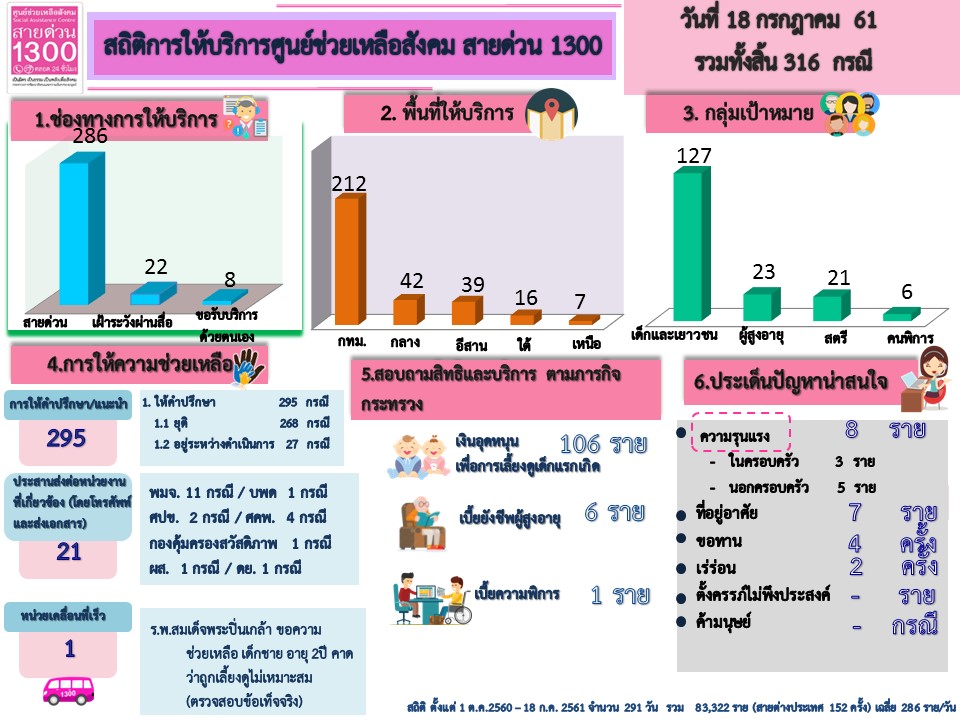 ศูนย์ช่วยเหลือสังคม
Social Assistance Centre
สายด่วน
1300
ตลอด 24 ชั่วโมง
สถิติการให้บริการศูนย์ช่วยเหลือสังคม สายด่วน 1300
วันที่ 18 กรกฎาคม 61
รวมทั้งสิ้น 316 กรณี
1.ช่องทางการให้บริการ
286
22
8
สายด่วน
เฝ้าระวังผ่านสื่อ
ขอรับบริการ
ด้วยตนเอง
2. พื้นที่ให้บริการ
212
42
39
16
7
กทม.
กลาง
อีสาน
ใต้
เหนือ
3. กลุ่มเป้าหมาย
127
23
21
6
เด็กและเยาวชน
ผู้สูงอายุ
สตรี
คนพิการ
4.การให้ความช่วยเหลือ
การให้คำปรึกษา/แนะนำ
295
1. ให้คำปรึกษา 295 กรณี
1.1 ยุติ 268 กรณี
1.2 อยู่ระหว่างดำเนินการ 27 กรณี
ประสานส่งต่อหน่วยงาน
ที่เกี่ยวข้อง (โดยโทรศัพท์
และส่งเอกสาร)
21
พมจ. 11 กรณี / บพด 1 กรณี
ศปข. 2 กรณี / ศคพ. 4 กรณี
กองคุ้มครองสวัสดิภาพ 1 กรณี
ผส. 1 กรณี / ดย. 1 กรณี
หน่วยเคลื่อนที่เร็ว
1
1300
ร.พ.สมเด็จพระปิ่นเกล้า ขอความ
ช่วยเหลือ เด็กชาย อายุ 2ปี คาด
ว่าถูกเลี้ยงดูไม่เหมาะสม
(ตรวจสอบข้อเท็จจริง)
5.สอบถามสิทธิและบริการ ตามภารกิจ
กระทรวง
เงินอุดหนุน 106 ราย
เพื่อการเลี้ยงดูเด็กแรกเกิด
เบี้ยยังชีพผู้สูงอายุ 6 ราย
เบี้ยความพิการ 1 ราย
6.ประเด็นปัญหาน่าสนใจ
ความรุนแรง 8 ราย
- ในครอบครัว 3 ราย
- นอกครอบครัว 5 ราย
ที่อยู่อาศัย 7 ราย
ขอทาน 4 ครั้ง
เร่ร่อน 2 ครั้ง
ตั้งครรภ์ไม่พึงประสงค์ - ราย
ค้ามนุษย์ - กรณี
สถิติ ตั้งแต่ 1 ต.ค.2560 – 18 ก.ค. 2561 จำนวน 291 วัน รวม 83,322 ราย (สายต่างประเทศ 152 ครั้ง) เฉลี่ย 286 ราย/วัน